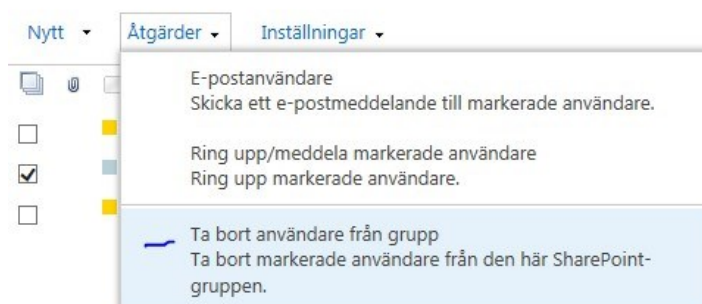 Nytt Åtgärder Inställningar
E-postanvändare
Skicka ett e-postmeddelande till markerade användare.
Ring upp/meddela markerade användare
Ring upp markerade användare.
Ta bort användare från grupp
Ta bort markerade användare från den här SharePoint-
gruppen.